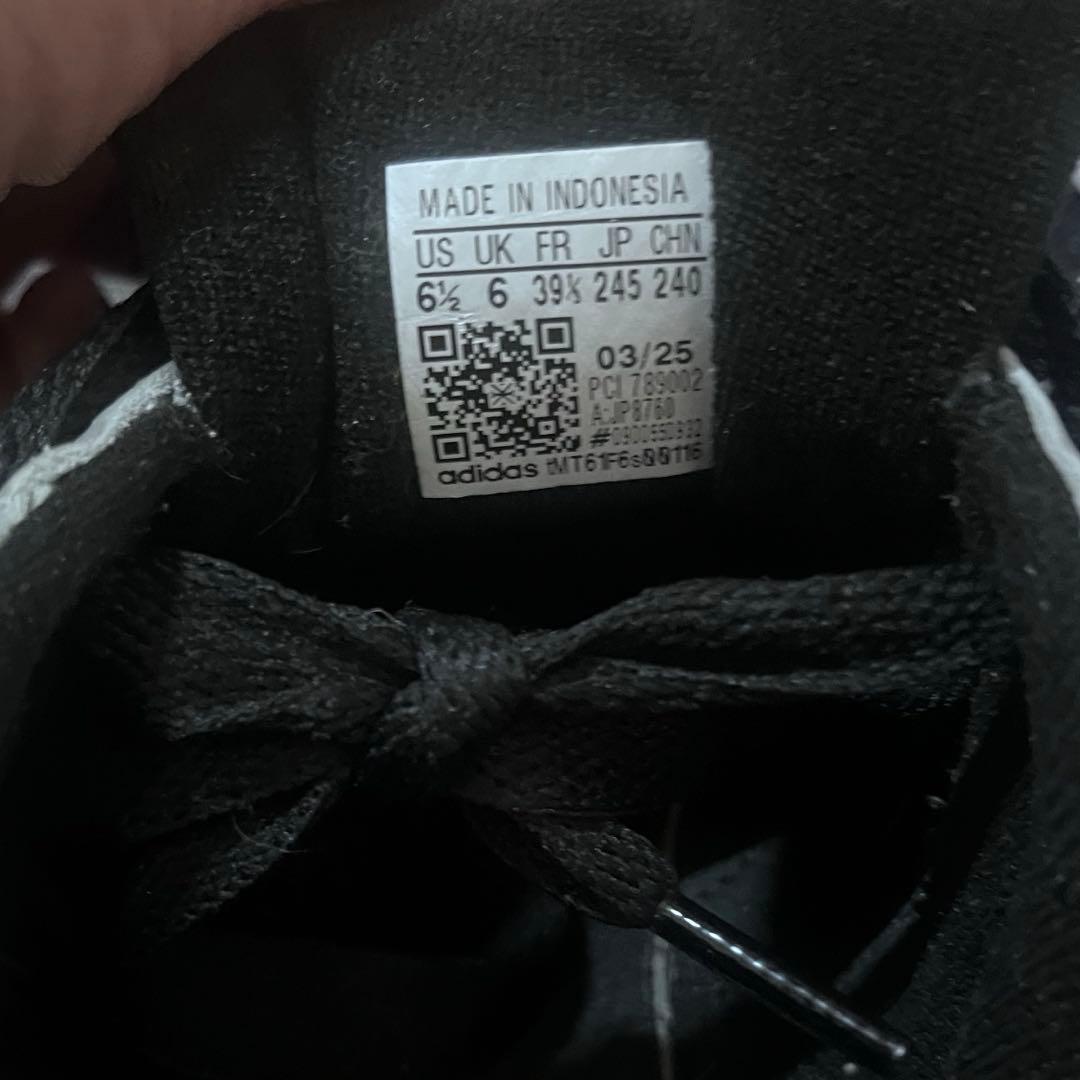 MADE IN INDONESIA
US UK FR JP CHN
6½ 6 39⅓ 245 240
03/25
PCI 789002
A:JP8760
adidas tMT61F6s00116